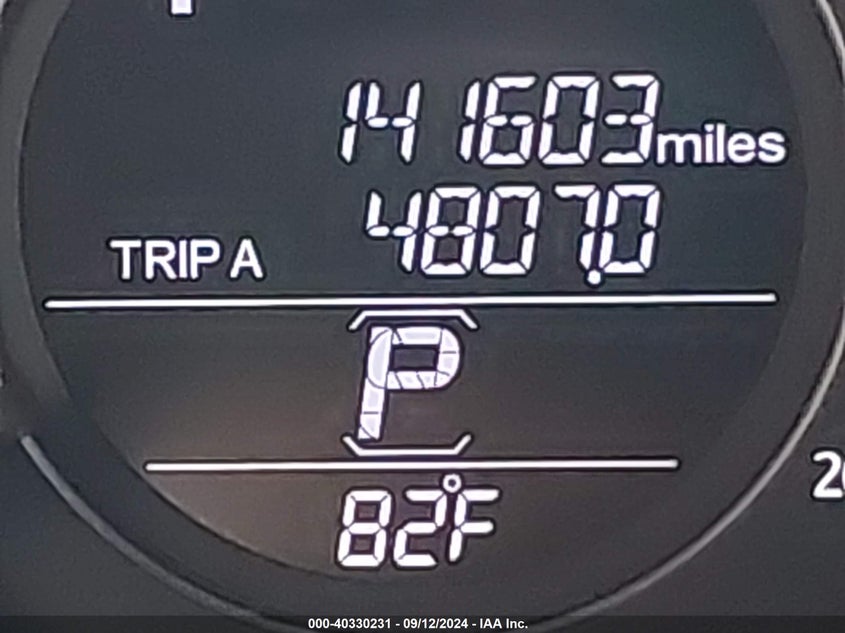 141603 miles
TRIP A 4807.0
P
82°F
000-40330231 - 09/12/2024 - IAA Inc.